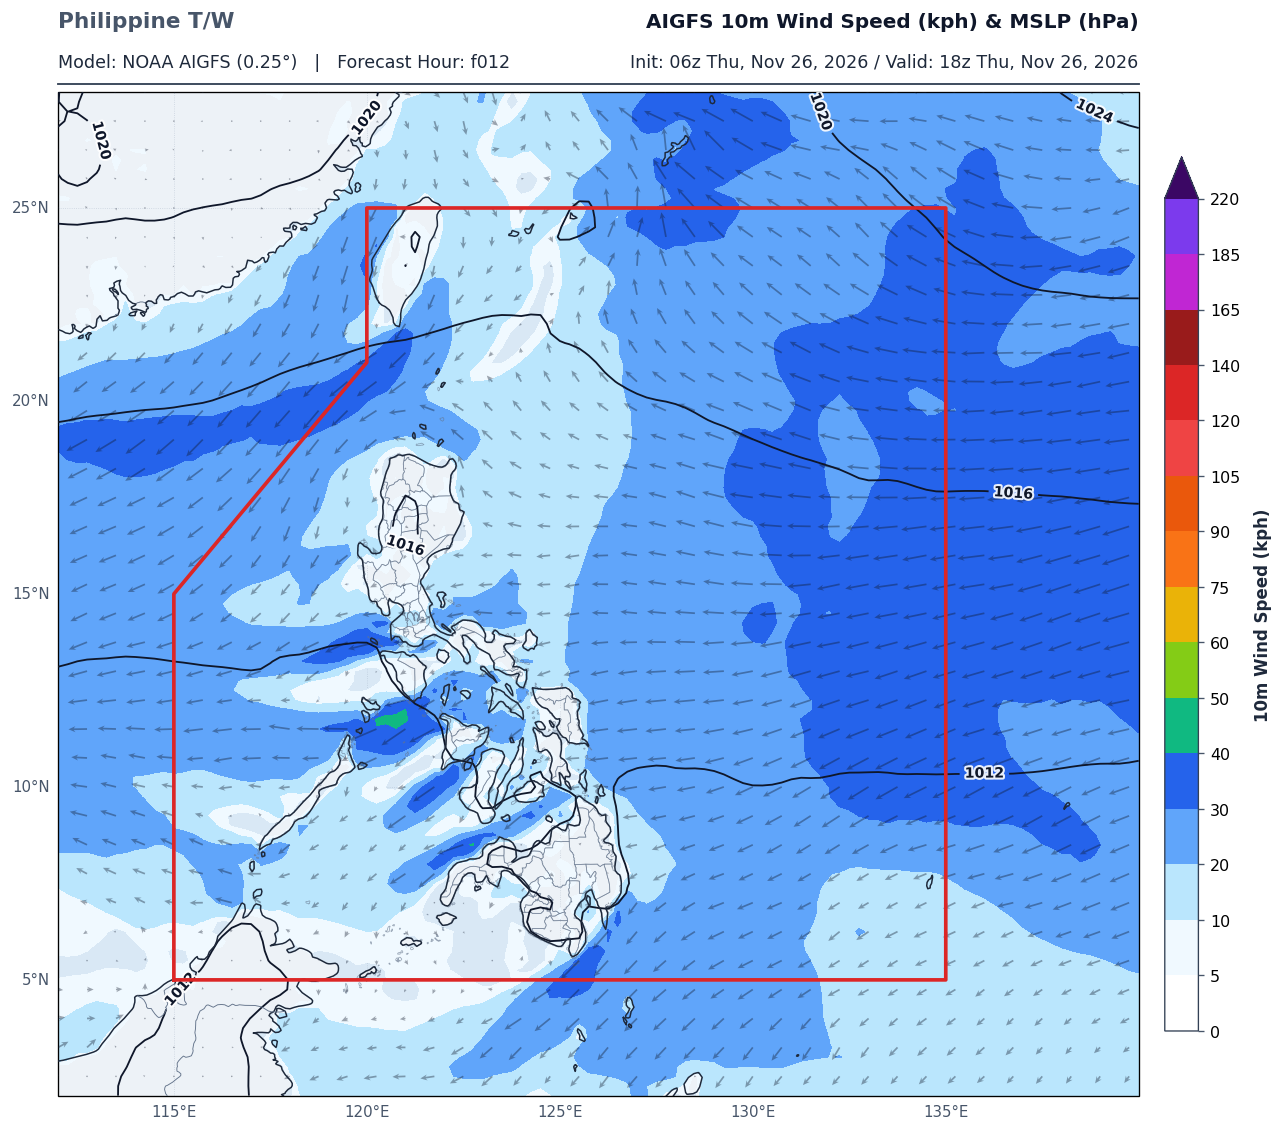 Philippine T/W
AIGFS 10m Wind Speed (kph) & MSLP (hPa)
Model: NOAA AIGFS (0.25°) | Forecast Hour: f012
Init: 06z Thu, Nov 26, 2026 / Valid: 18z Thu, Nov 26, 2026
1020
1020
1020
1024
1016
1016
1012
1012
25°N
20°N
15°N
10°N
5°N
115°E
120°E
125°E
130°E
135°E
220
185
165
140
120
105
90
75
60
50
40
30
20
10
5
0
10m Wind Speed (kph)